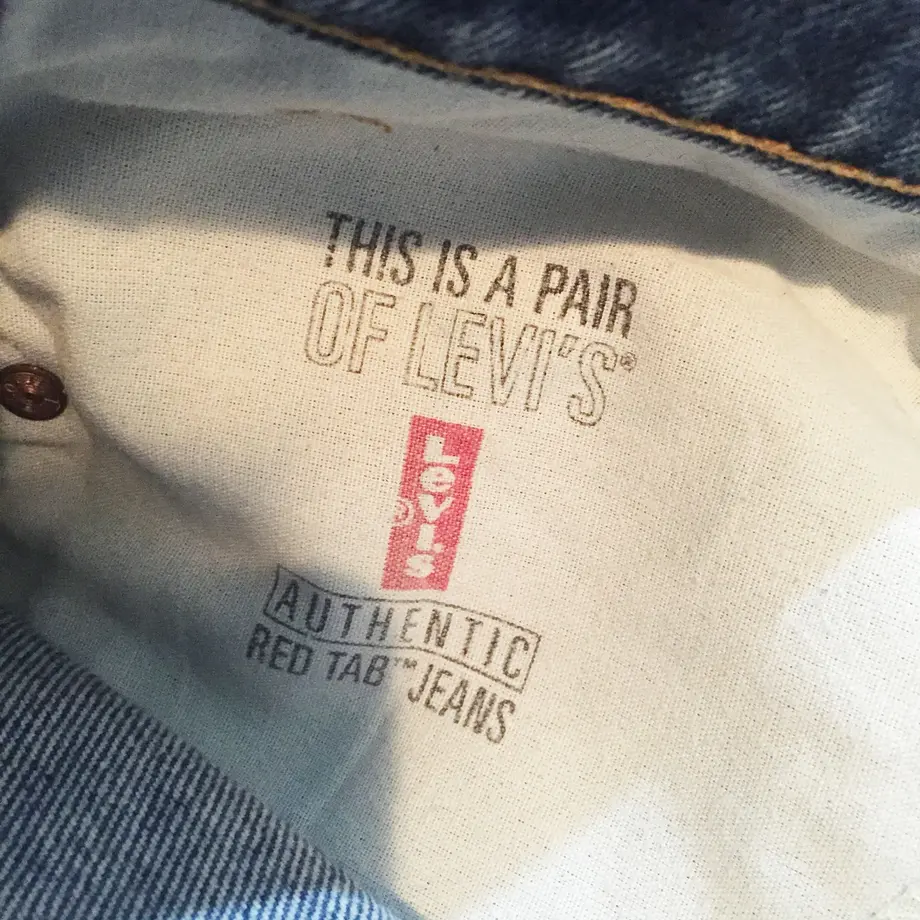 THIS IS A PAIR
OF LEVI'S®
Levi's
®
AUTHENTIC
RED TAB™ JEANS